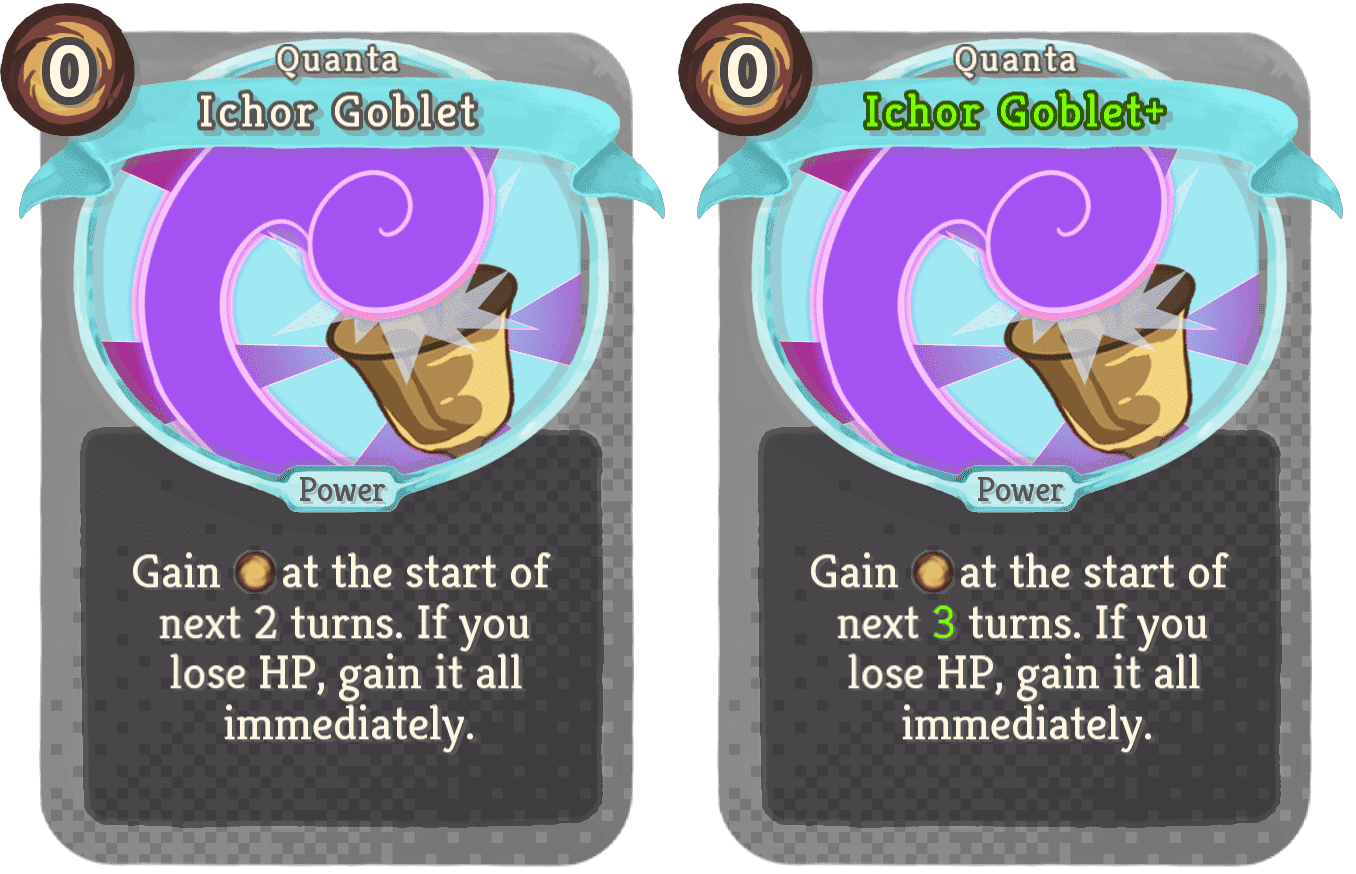 0
Quanta
Ichor Goblet
Power
Gain at the start of
next 2 turns. If you
lose HP, gain it all
immediately.
0
Quanta
Ichor Goblet+
Power
Gain at the start of
next 3 turns. If you
lose HP, gain it all
immediately.